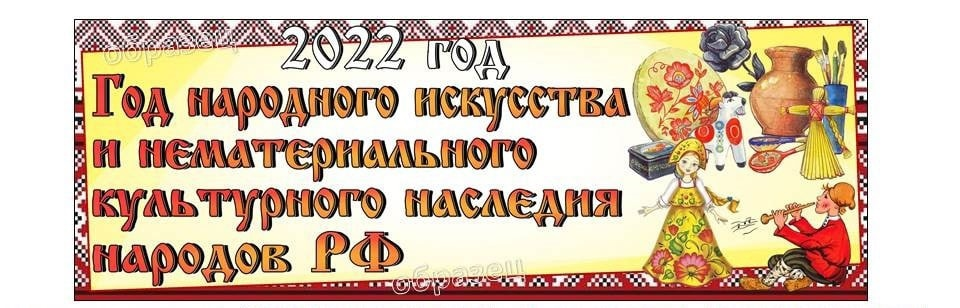 образец
2022 год
Год народного искусства
и нематериального
культурного наследия
народов РФ
образец